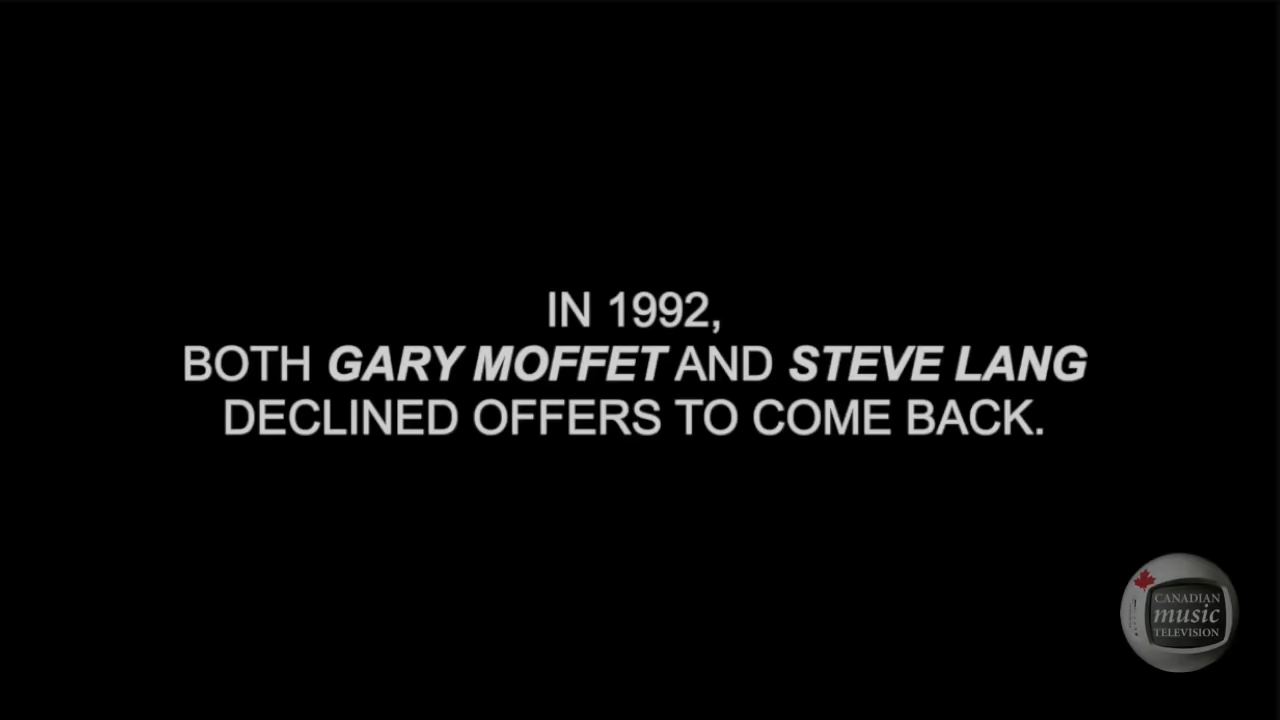 IN 1992,
BOTH GARY MOFFET AND STEVE LANG
DECLINED OFFERS TO COME BACK.
CANADIAN
music
TELEVISION